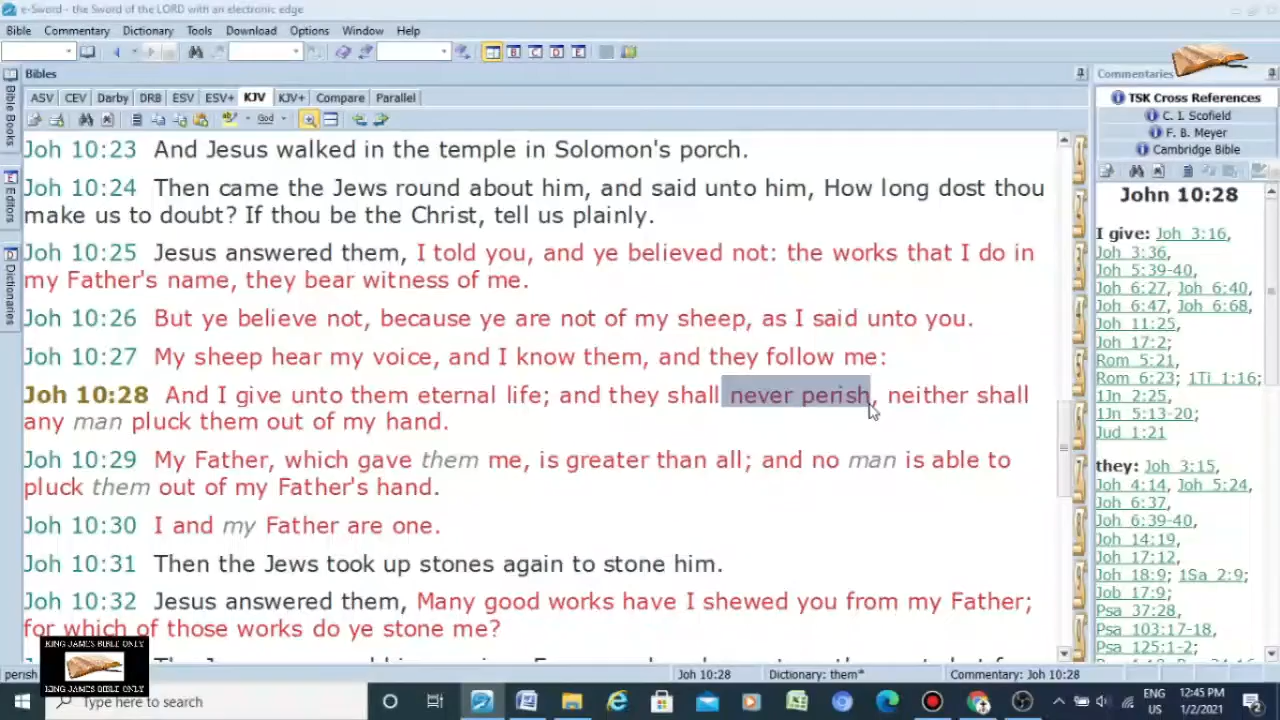 e-Sword - the Sword of the LORD with an electronic edge
Bible Commentary Dictionary Tools Download Options Window Help
Bibles
Commentaries
ASV CEV Darby DRB ESV ESV+ KJV KJV+ Compare Parallel
God
Bible Books
Editors
Dictionaries
Joh 10:23 And Jesus walked in the temple in Solomon's porch.
Joh 10:24 Then came the Jews round about him, and said unto him, How long dost thou
make us to doubt? If thou be the Christ, tell us plainly.
Joh 10:25 Jesus answered them, I told you, and ye believed not: the works that I do in
my Father's name, they bear witness of me.
Joh 10:26 But ye believe not, because ye are not of my sheep, as I said unto you.
Joh 10:27 My sheep hear my voice, and I know them, and they follow me:
Joh 10:28 And I give unto them eternal life; and they shall never perish, neither shall
any man pluck them out of my hand.
Joh 10:29 My Father, which gave them me, is greater than all; and no man is able to
pluck them out of my Father's hand.
Joh 10:30 I and my Father are one.
Joh 10:31 Then the Jews took up stones again to stone him.
Joh 10:32 Jesus answered them, Many good works have I shewed you from my Father;
for which of those works do ye stone me?
TSK Cross References
C. I. Scofield
F. B. Meyer
Cambridge Bible
John 10:28
I give: Joh 3:16,
Joh 3:36,
Joh 5:39-40,
Joh 6:27, Joh 6:40,
Joh 6:47, Joh 6:68,
Joh 11:25,
Joh 17:2;
Rom 5:21,
Rom 6:23; 1Ti 1:16;
1Jn 2:25,
1Jn 5:13-20;
Jud 1:21
they: Joh 3:15,
Joh 4:14, Joh 5:24,
Joh 6:37,
Joh 6:39-40,
Joh 14:19,
Joh 17:12,
Joh 18:9; 1Sa 2:9;
Job 17:9;
Psa 37:28,
Psa 103:17-18,
Psa 125:1-2;
KING JAMES BIBLE ONLY
KING JAMES BIBLE ONLY
perish
Joh 10:28 Dictionary: them* Commentary: Joh 10:28
Type here to search
ENG
US
12:45 PM
1/2/2021
2